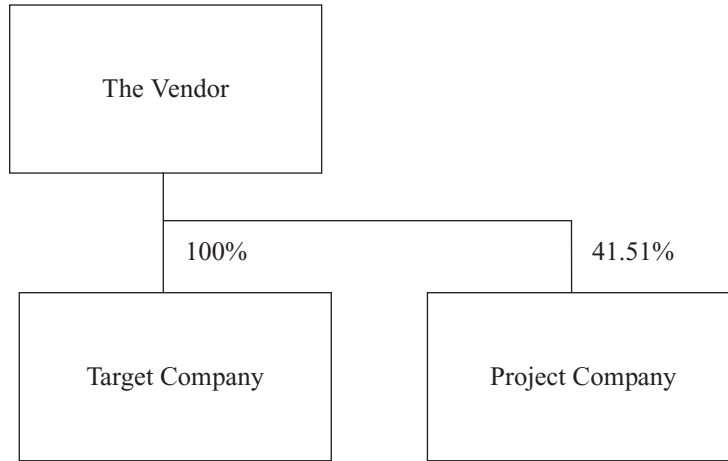 The Vendor
100%
41.51%
Target Company
Project Company